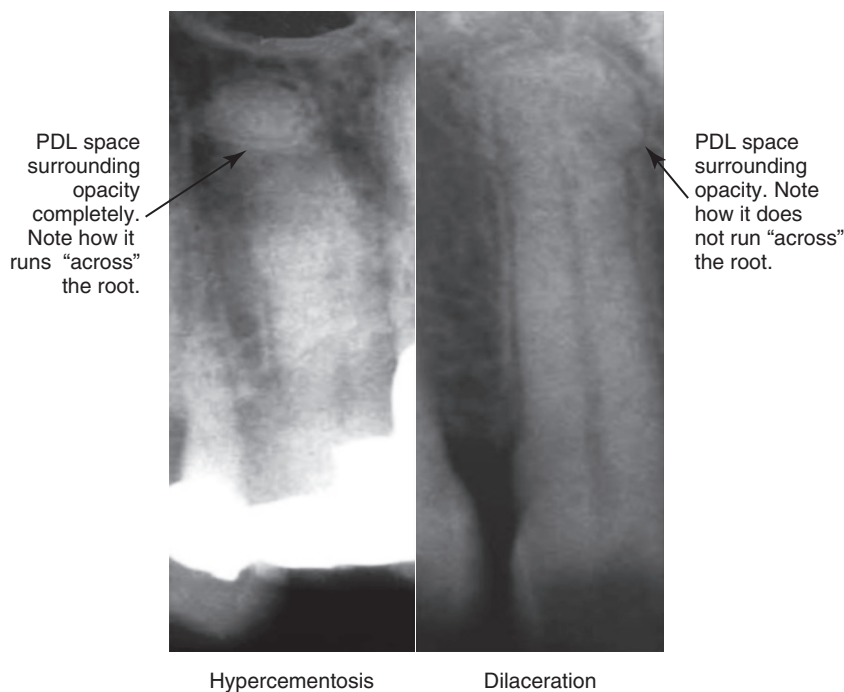 PDL space
surrounding
opacity
completely.
Note how it
runs “across”
the root.
PDL space
surrounding
opacity. Note
how it does
not run “across”
the root.
Hypercementosis
Dilaceration